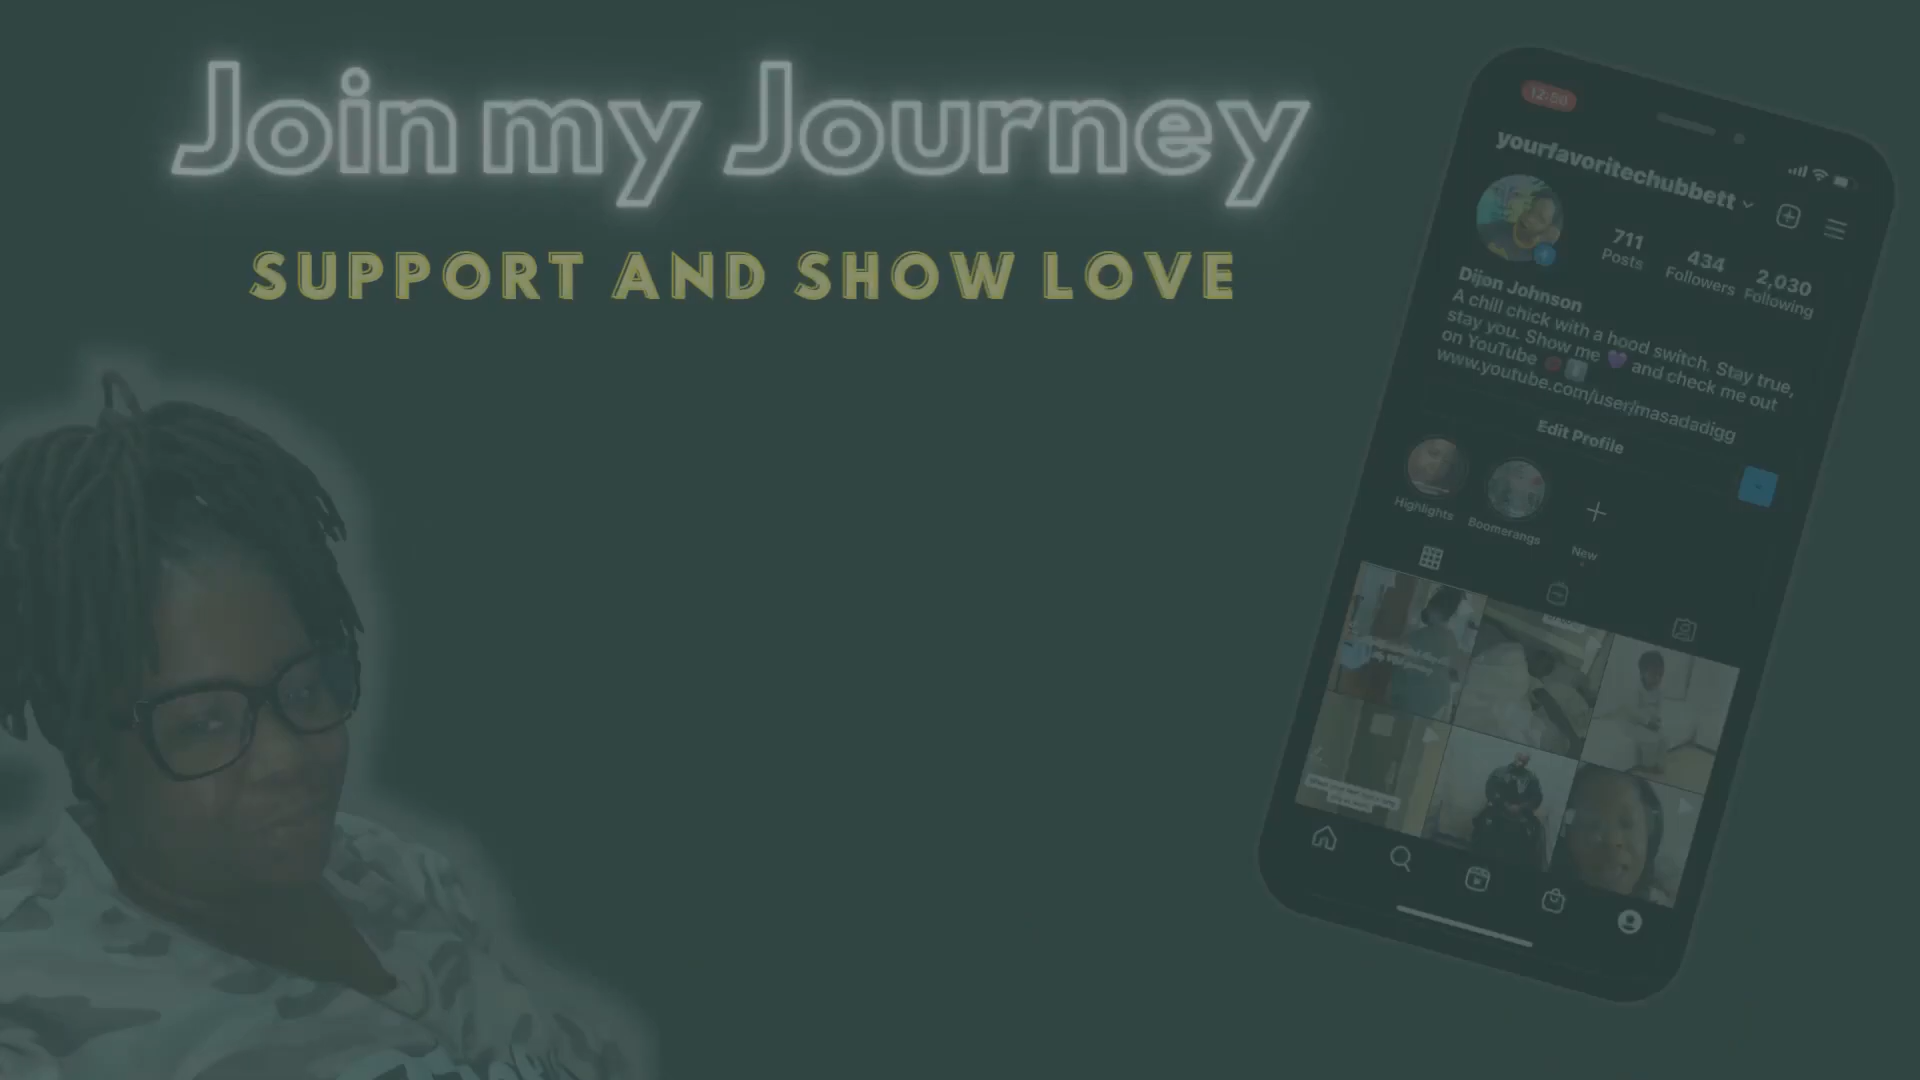 Join my Journey
SUPPORT AND SHOW LOVE
12:50
yourfavoritechubbett
711
Posts
434
Followers
2,030
Following
Dijon Johnson
A chill chick with a hood switch. Stay true,
stay you. Show me 💜 and check me out
on YouTube
www.youtube.com/user/masadadigg
Edit Profile
Highlights
Boomerangs
New